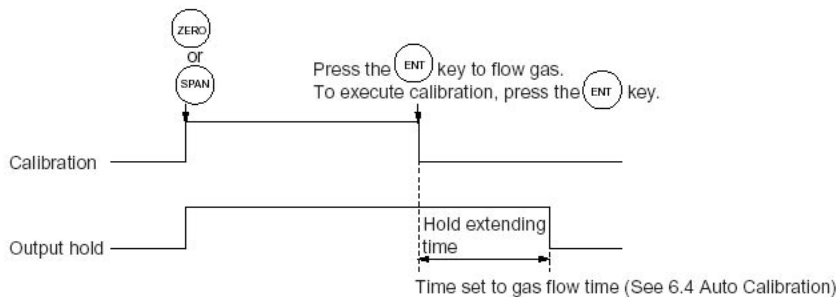 ZERO
or
SPAN
Press the ENT key to flow gas.
To execute calibration, press the ENT key.
Calibration
Output hold
Hold extending
time
Time set to gas flow time (See 6.4 Auto Calibration)